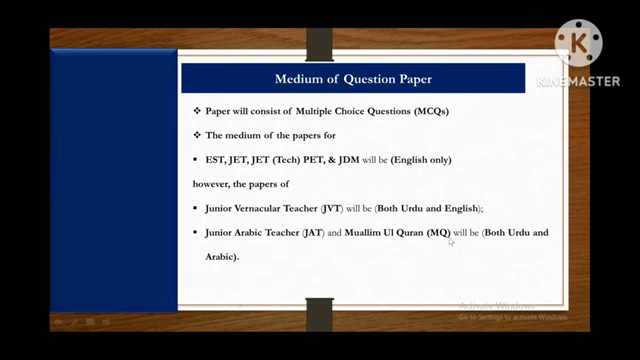 K
KINEMASTER
Medium of Question Paper
❖ Paper will consist of Multiple Choice Questions (MCQs)
❖ The medium of the papers for
▪ EST, JET, JET (Tech) PET, & JDM will be (English only)
however, the papers of
▪ Junior Vernacular Teacher (JVT) will be (Both Urdu and English);
▪ Junior Arabic Teacher (JAT) and Muallim Ul Quran (MQ) will be (Both Urdu and
Arabic).
Activate Windows
Go to Settings to activate Windows.